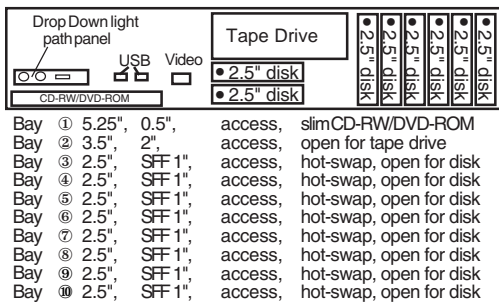 Drop Down light
path panel
USB
Video
CD-RW/DVD-ROM
Tape Drive
2.5" disk
2.5" disk
2.5" disk
2.5" disk
2.5" disk
2.5" disk
2.5" disk
2.5" disk
Bay ① 5.25", 0.5", access, slimCD-RW/DVD-ROM
Bay ② 3.5", 2", access, open for tape drive
Bay ③ 2.5", SFF 1", access, hot-swap, open for disk
Bay ④ 2.5", SFF 1", access, hot-swap, open for disk
Bay ⑤ 2.5", SFF 1", access, hot-swap, open for disk
Bay ⑥ 2.5", SFF 1", access, hot-swap, open for disk
Bay ⑦ 2.5", SFF 1", access, hot-swap, open for disk
Bay ⑧ 2.5", SFF 1", access, hot-swap, open for disk
Bay ⑨ 2.5", SFF 1", access, hot-swap, open for disk
Bay ⑩ 2.5", SFF 1", access, hot-swap, open for disk